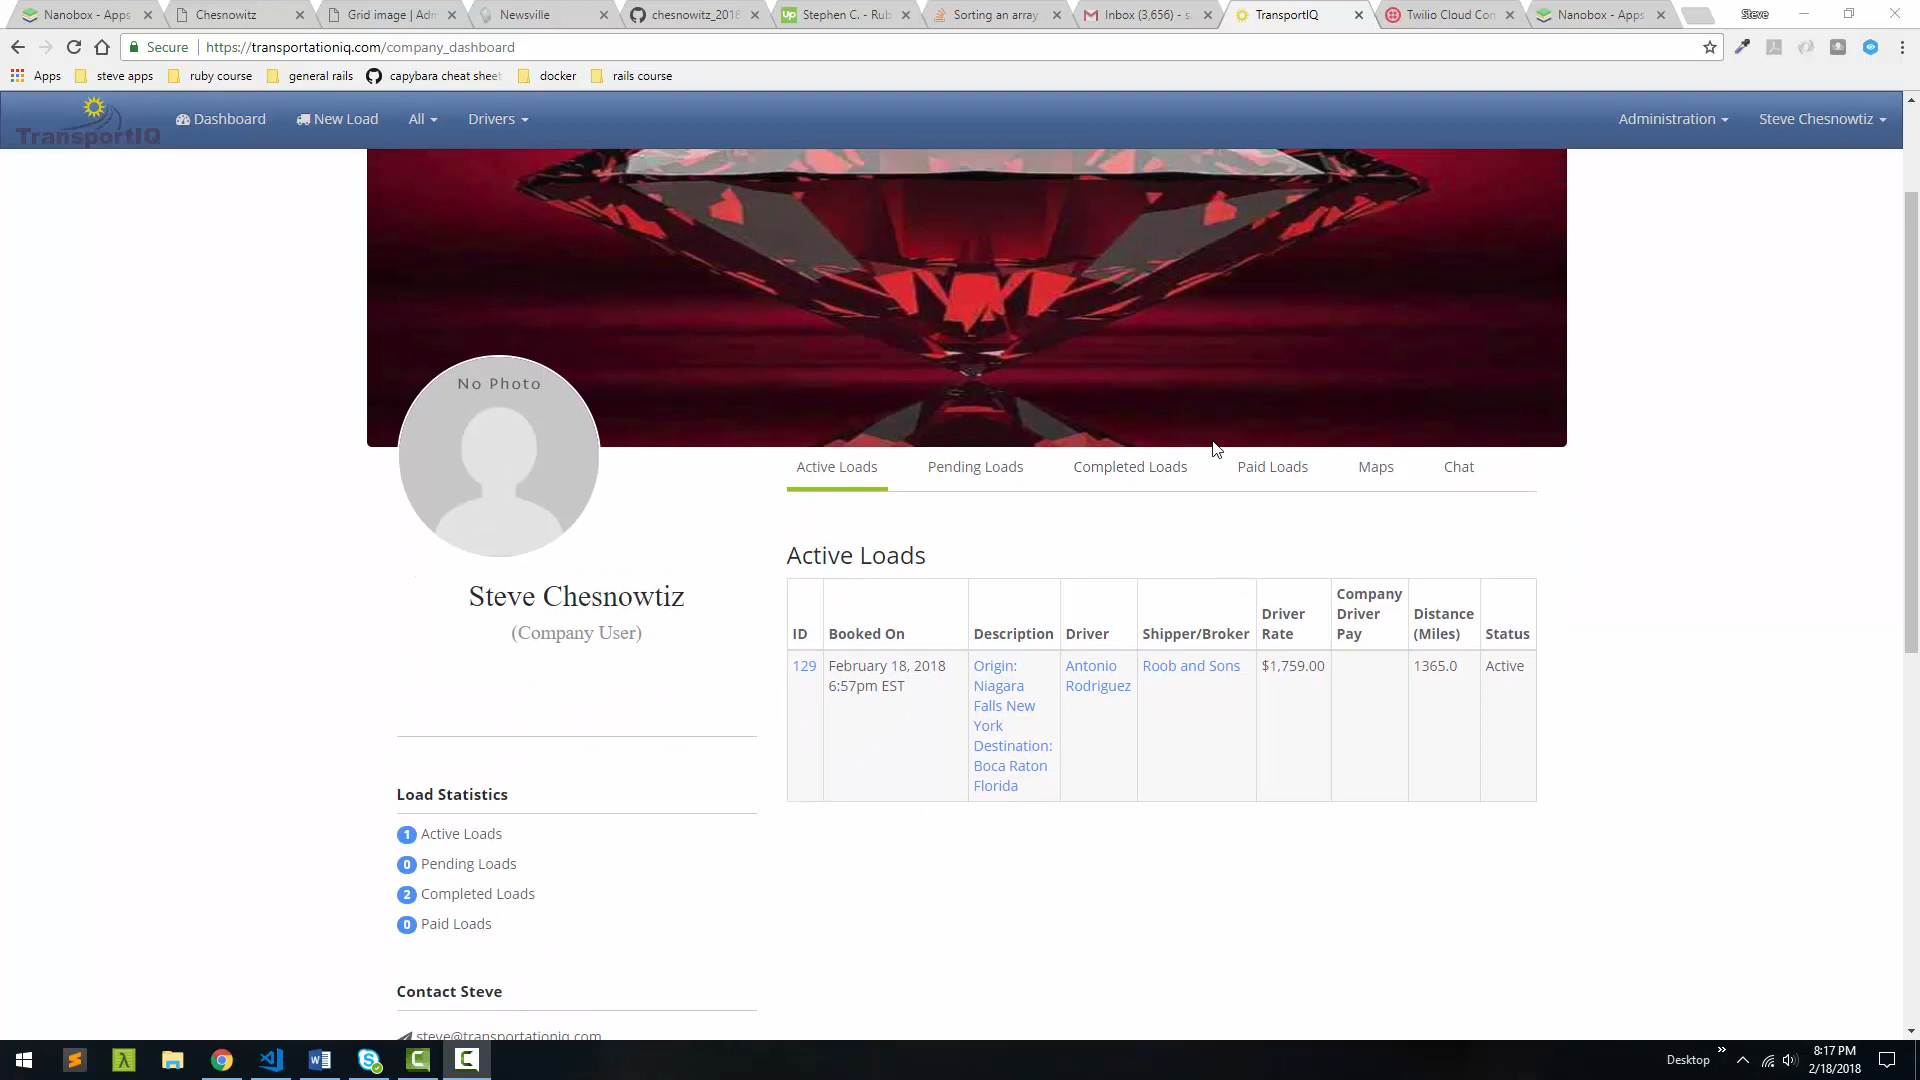 Nanobox - Apps
Chesnowitz
Grid image | Adm
Newsville
chesnowitz_2018
Up Stephen C. - Rub
Sorting an array
Inbox (3,656) - s
TransportIQ
Twilio Cloud Con
Nanobox - Apps
Steve
Secure
https://transportationiq.com/company_dashboard
Apps
steve apps
ruby course
general rails
capybara cheat sheet
docker
rails course
TransportIQ
Dashboard
New Load
All
Drivers
Administration
Steve Chesnowtiz
No Photo
Active Loads
Pending Loads
Completed Loads
Paid Loads
Maps
Chat
Steve Chesnowtiz
(Company User)
Active Loads
ID Booked On Description Driver Shipper/Broker Driver Rate Company Driver Pay Distance (Miles) Status
129 February 18, 2018 6:57pm EST Origin: Niagara Falls New York Destination: Boca Raton Florida Antonio Rodriguez Roob and Sons $1,759.00 1365.0 Active
Load Statistics
1 Active Loads
0 Pending Loads
2 Completed Loads
0 Paid Loads
Contact Steve
steve@transportationiq.com
Desktop
8:17 PM
2/18/2018